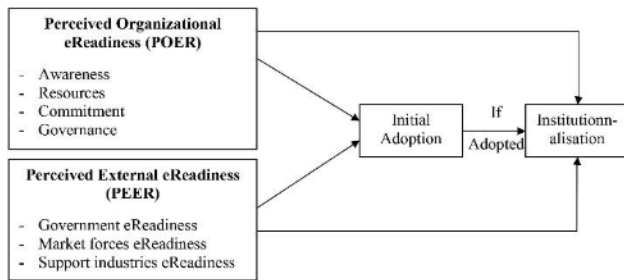 Perceived Organizational
eReadiness (POER)
- Awareness
- Resources
- Commitment
- Governance
Perceived External eReadiness
(PEER)
- Government eReadiness
- Market forces eReadiness
- Support industries eReadiness
Initial
Adoption
If
Adopted
Institutionn-
alisation